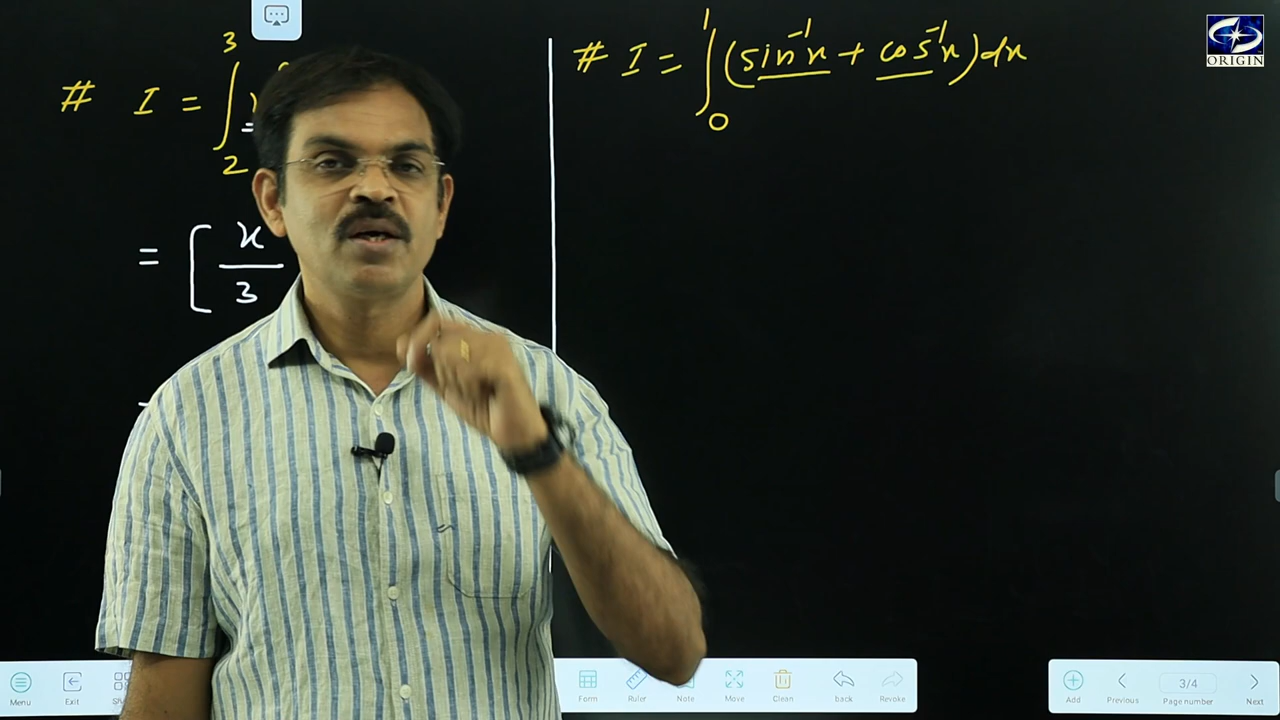 # I = ∫ 3 2
= [ x/3
# I = ∫₀¹ (sin⁻¹x + cos⁻¹x) dx
ORIGIN
Menu Exit Form Ruler Note Move Clean back Revoke
Add Previous 3/4 Page number Next